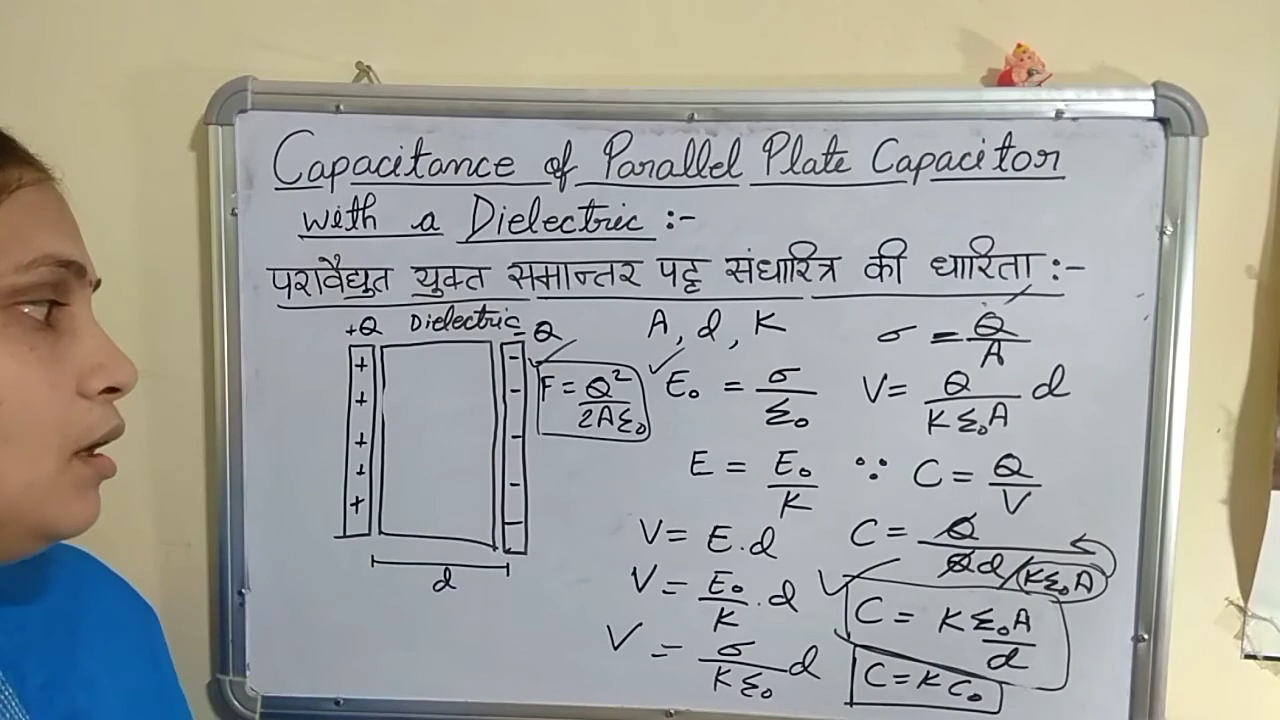 Capacitance of Parallel Plate Capacitor
with a Dielectric :-
परावैद्युत युक्त समान्तर पट्ट संधारित्र की धारिता :-
+Q Dielectric -Q
+ + + + +
- - - - -
d
F = Q²/2Aε₀
A, d, K
E₀ = σ/ε₀
E = E₀/K
V = E.d
V = E₀/K . d
V = σ/Kε₀ d
σ = Q/A
V = Q/Kε₀A d
∵ C = Q/V
C = Q/Qd/Kε₀A
C = Kε₀A/d
C = KC₀